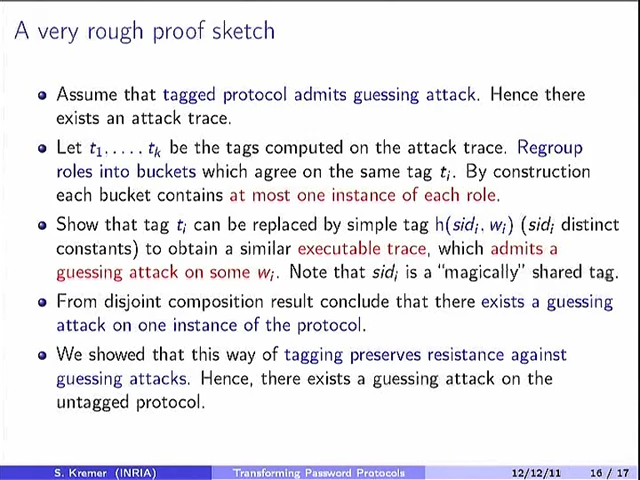 A very rough proof sketch
Assume that tagged protocol admits guessing attack. Hence there
exists an attack trace.
Let t1, . . . , tk be the tags computed on the attack trace. Regroup
roles into buckets which agree on the same tag ti. By construction
each bucket contains at most one instance of each role.
Show that tag ti can be replaced by simple tag h(sidi, wi) (sidi distinct
constants) to obtain a similar executable trace, which admits a
guessing attack on some wi. Note that sidi is a “magically” shared tag.
From disjoint composition result conclude that there exists a guessing
attack on one instance of the protocol.
We showed that this way of tagging preserves resistance against
guessing attacks. Hence, there exists a guessing attack on the
untagged protocol.
S. Kremer (INRIA) Transforming Password Protocols 12/12/11 16 / 17